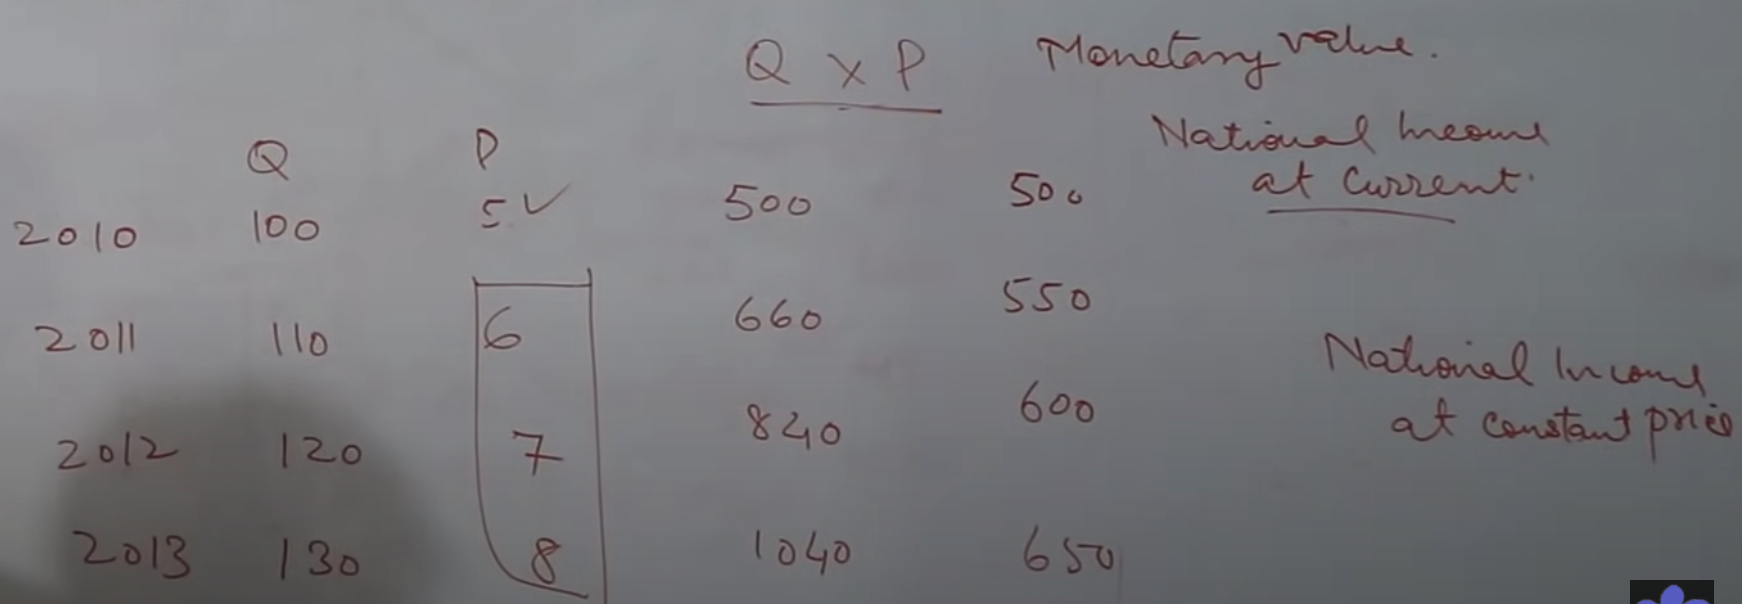 Q x P Monetary value.
National Income
at Current.
Q P
2010 100 5 ✓ 500 500
2011 110 6 660 550
National Income
at constant price
2012 120 7 840 600
2013 130 8 1040 650